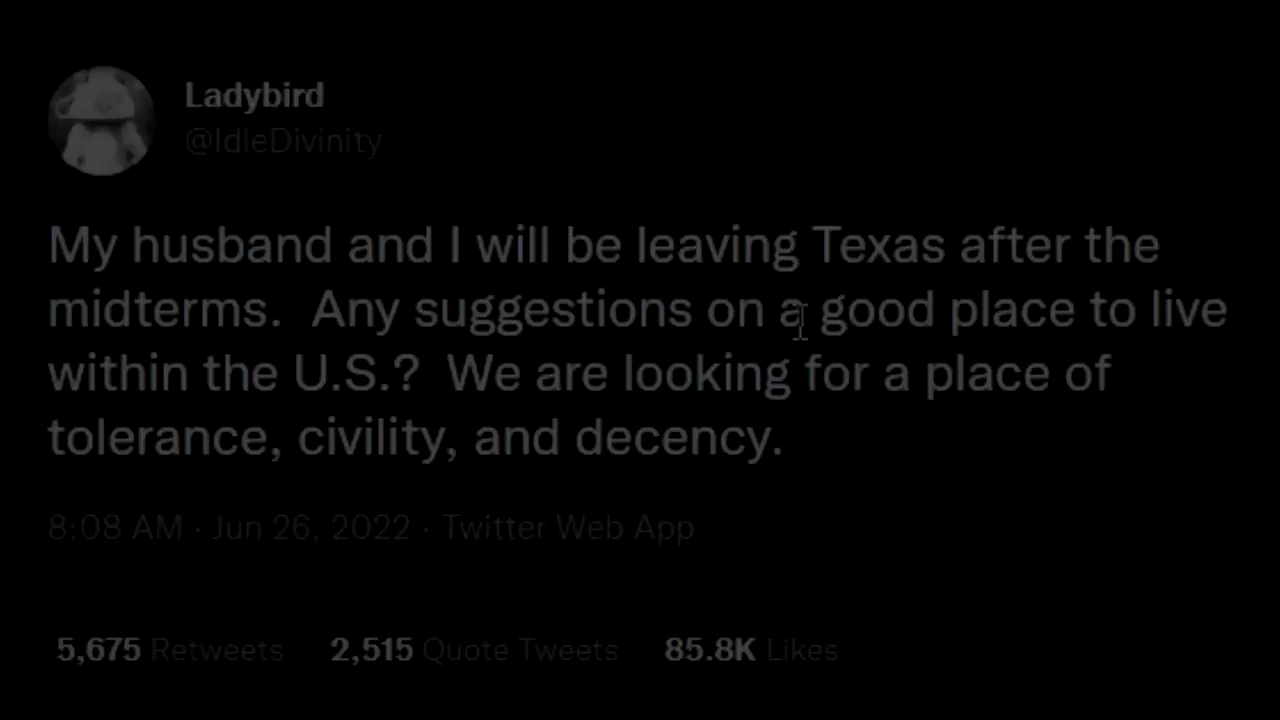 Ladybird
@IdleDivinity
My husband and I will be leaving Texas after the
midterms.  Any suggestions on a good place to live
within the U.S.?  We are looking for a place of
tolerance, civility, and decency.
8:08 AM · Jun 26, 2022 · Twitter Web App
5,675 Retweets 2,515 Quote Tweets 85.8K Likes